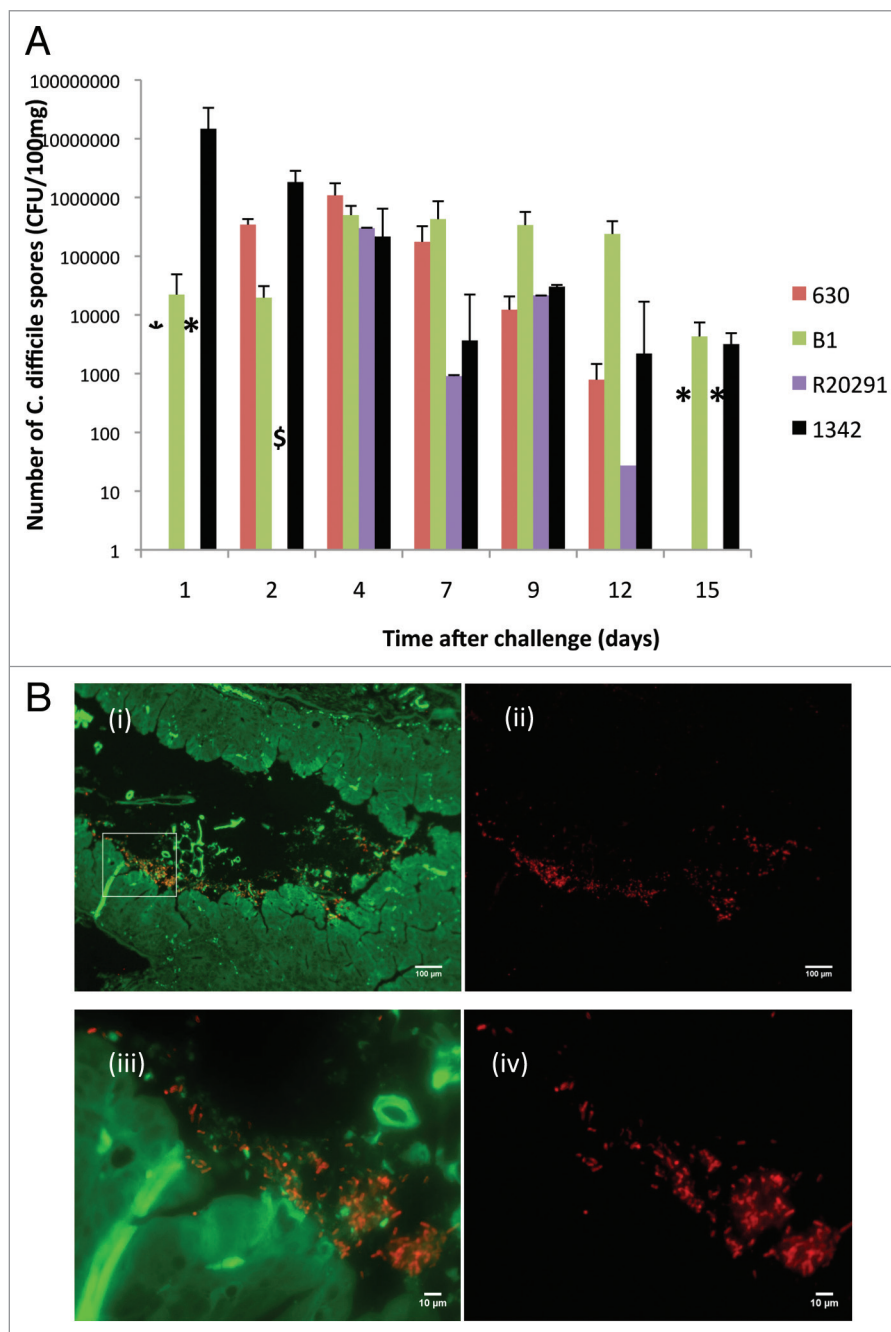 A
Number of C. difficile spores (CFU/100mg)
100000000
10000000
1000000
100000
10000
1000
100
10
1
* *
$
* *
1 2 4 7 9 12 15
Time after challenge (days)
630
B1
R20291
1342
B
(i)
100 µm
(ii)
100 µm
(iii)
10 µm
(iv)
10 µm